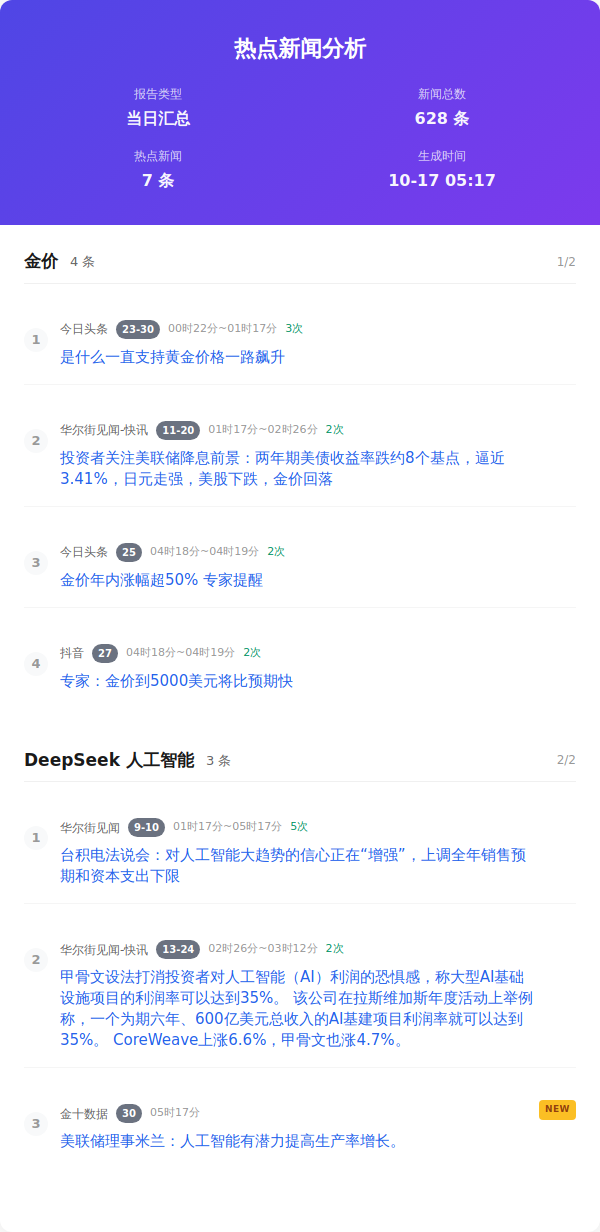 热点新闻分析
报告类型
新闻总数
当日汇总
628 条
热点新闻
生成时间
7 条
10-17 05:17
金价 4 条 1/2
1
今日头条 23-30 00时22分~01时17分 3次
是什么一直支持黄金价格一路飙升
2
华尔街见闻-快讯 11-20 01时17分~02时26分 2次
投资者关注美联储降息前景：两年期美债收益率跌约8个基点，逼近
3.41%，日元走强，美股下跌，金价回落
3
今日头条 25 04时18分~04时19分 2次
金价年内涨幅超50% 专家提醒
4
抖音 27 04时18分~04时19分 2次
专家：金价到5000美元将比预期快
DeepSeek 人工智能 3 条 2/2
1
华尔街见闻 9-10 01时17分~05时17分 5次
台积电法说会：对人工智能大趋势的信心正在“增强”，上调全年销售预
期和资本支出下限
2
华尔街见闻-快讯 13-24 02时26分~03时12分 2次
甲骨文设法打消投资者对人工智能（AI）利润的恐惧感，称大型AI基础
设施项目的利润率可以达到35%。 该公司在拉斯维加斯年度活动上举例
称，一个为期六年、600亿美元总收入的AI基建项目利润率就可以达到
35%。 CoreWeave上涨6.6%，甲骨文也涨4.7%。
3
金十数据 30 05时17分 NEW
美联储理事米兰：人工智能有潜力提高生产率增长。